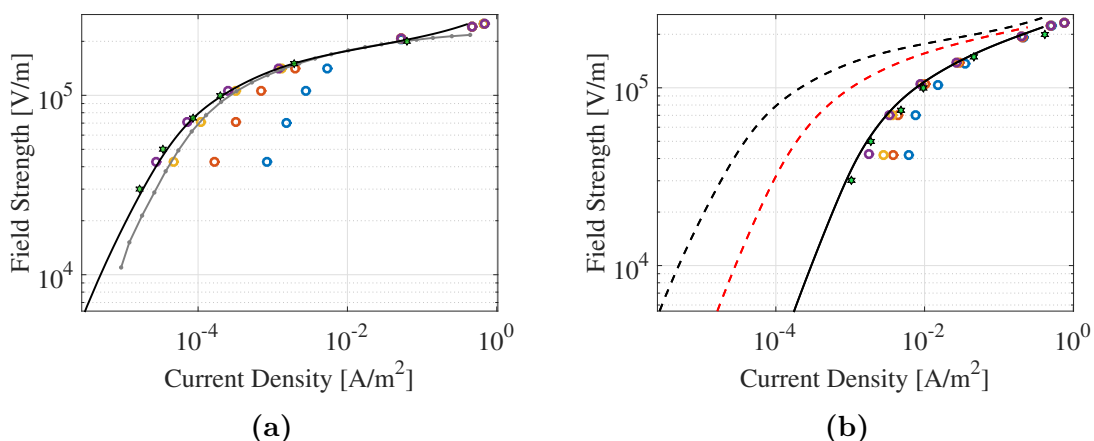 Field Strength [V/m]
10^5
10^4
10^-4
10^-2
10^0
Current Density [A/m^2]
(a)
Field Strength [V/m]
10^5
10^4
10^-4
10^-2
10^0
Current Density [A/m^2]
(b)